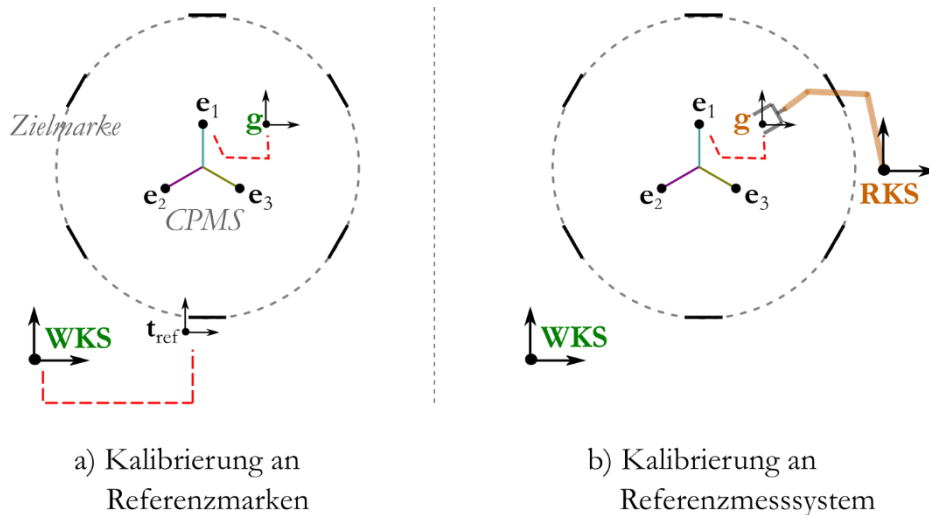 Zielmarke
e1
g
e2
e3
CPMS
WKS
tref
a) Kalibrierung an
Referenzmarken
e1
g
e2
e3
RKS
WKS
b) Kalibrierung an
Referenzmesssystem